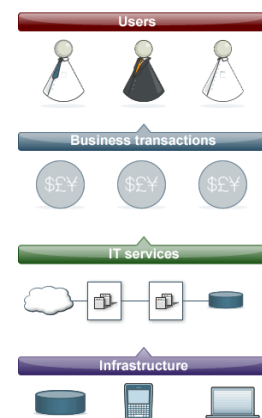 Users
Business transactions
$£¥ $£¥ $£¥
IT services
Infrastructure